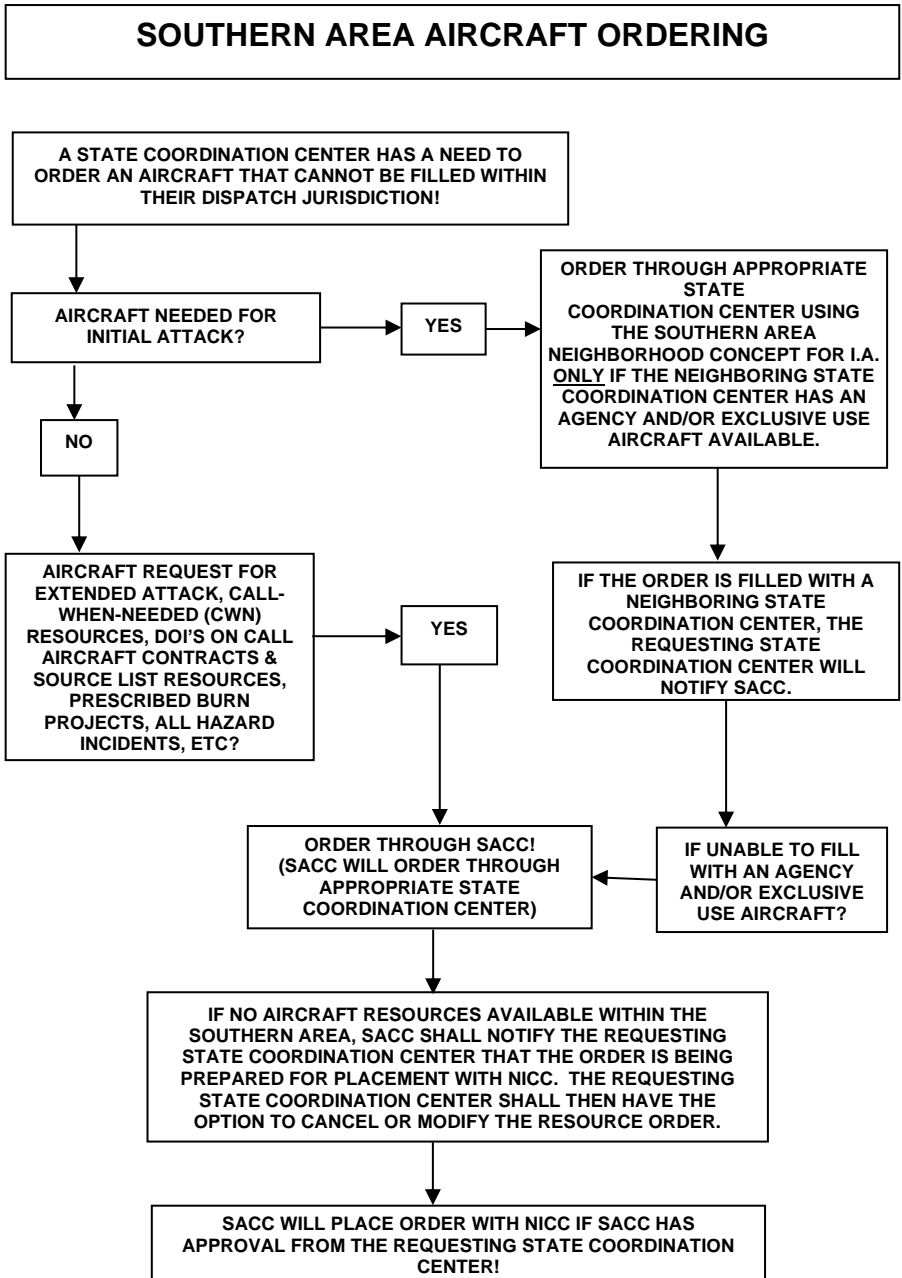 SOUTHERN AREA AIRCRAFT ORDERING
A STATE COORDINATION CENTER HAS A NEED TO
ORDER AN AIRCRAFT THAT CANNOT BE FILLED WITHIN
THEIR DISPATCH JURISDICTION!
AIRCRAFT NEEDED FOR
INITIAL ATTACK?
YES
ORDER THROUGH APPROPRIATE
STATE
COORDINATION CENTER USING
THE SOUTHERN AREA
NEIGHBORHOOD CONCEPT FOR I.A.
ONLY IF THE NEIGHBORING STATE
COORDINATION CENTER HAS AN
AGENCY AND/OR EXCLUSIVE USE
AIRCRAFT AVAILABLE.
NO
AIRCRAFT REQUEST FOR
EXTENDED ATTACK, CALL-
WHEN-NEEDED (CWN)
RESOURCES, DOI'S ON CALL
AIRCRAFT CONTRACTS &
SOURCE LIST RESOURCES,
PRESCRIBED BURN
PROJECTS, ALL HAZARD
INCIDENTS, ETC?
YES
IF THE ORDER IS FILLED WITH A
NEIGHBORING STATE
COORDINATION CENTER, THE
REQUESTING STATE
COORDINATION CENTER WILL
NOTIFY SACC.
ORDER THROUGH SACC!
(SACC WILL ORDER THROUGH
APPROPRIATE STATE
COORDINATION CENTER)
IF UNABLE TO FILL
WITH AN AGENCY
AND/OR EXCLUSIVE
USE AIRCRAFT?
IF NO AIRCRAFT RESOURCES AVAILABLE WITHIN THE
SOUTHERN AREA, SACC SHALL NOTIFY THE REQUESTING
STATE COORDINATION CENTER THAT THE ORDER IS BEING
PREPARED FOR PLACEMENT WITH NICC. THE REQUESTING
STATE COORDINATION CENTER SHALL THEN HAVE THE
OPTION TO CANCEL OR MODIFY THE RESOURCE ORDER.
SACC WILL PLACE ORDER WITH NICC IF SACC HAS
APPROVAL FROM THE REQUESTING STATE COORDINATION
CENTER!